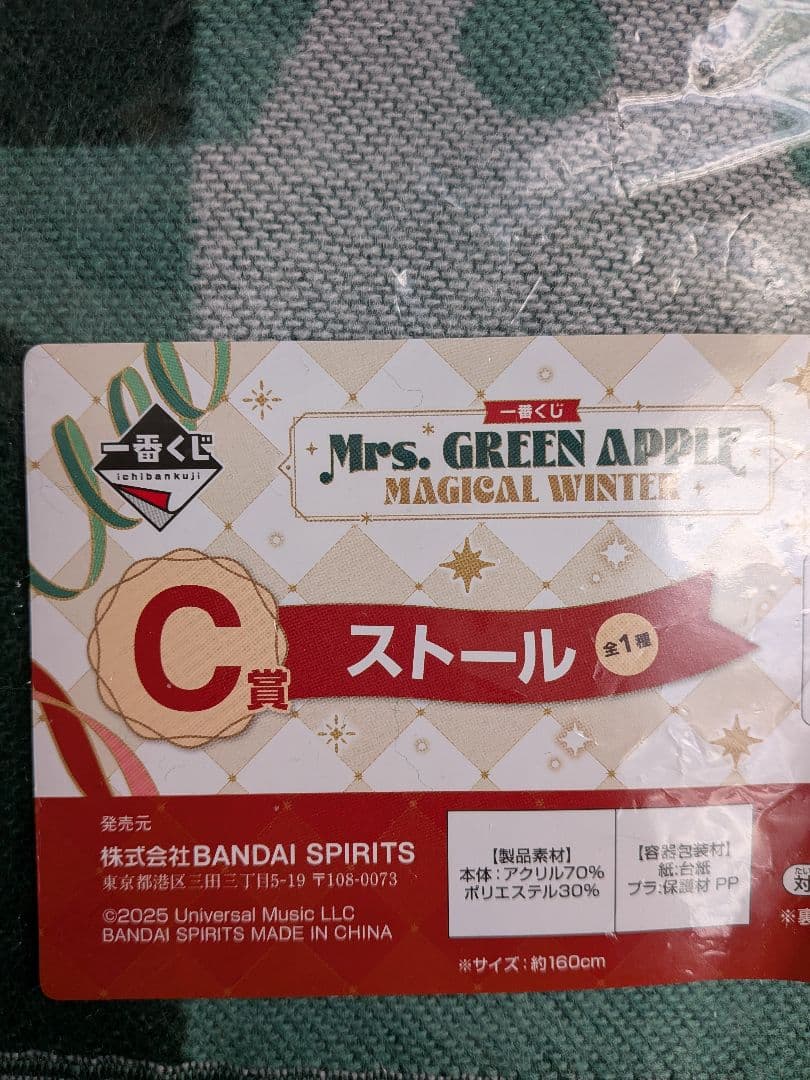 一番くじ
ichibankuji
一番くじ
Mrs. GREEN APPLE
MAGICAL WINTER
C賞
ストール
全1種
発売元
株式会社BANDAI SPIRITS
東京都港区三田三丁目5-19 〒108-0073
©2025 Universal Music LLC
BANDAI SPIRITS MADE IN CHINA
【製品素材】
本体:アクリル70%
ポリエステル30%
【容器包装材】
紙:台紙
プラ:保護材 PP
※サイズ:約160cm
たい
対
※裏